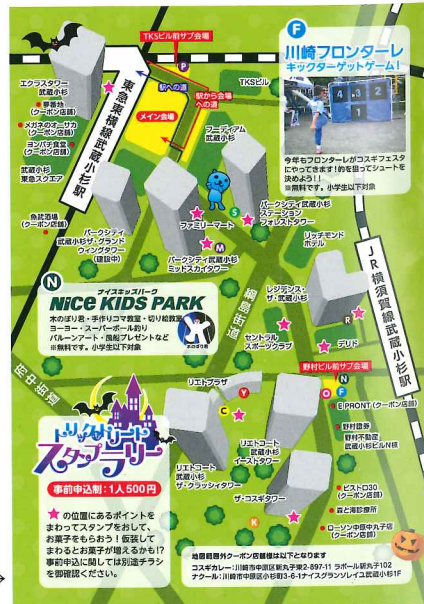 TKSビル前サブ会場
F
川崎フロンターレ
キックターゲットゲーム!
4 3 2
1
今年もフロンターレがコスギフェスタ
にやってきます!的を狙ってシュートを
決めよう!!
※無料です。小学生以下対象
P
TKSビル
エクラスタワー
武蔵小杉
夢番地
(クーポン店舗)
メガネのオーサカ
(クーポン店舗)
ヨンパチ食堂
(クーポン店舗)
武蔵小杉
東急スクエア
魚武酒場
(クーポン店舗)
東急東横線武蔵小杉駅
駅への道
駅から会場
への道
メイン会場
フーディアム
武蔵小杉
S
ファミリーマート
パークシティ武蔵小杉
ステーション
フォレストタワー
M
パークシティ
武蔵小杉ザ・グランド
ウィングタワー
(建設中)
パークシティ武蔵小杉
ミッドスカイタワー
リッチモンド
ホテル
JR横須賀線武蔵小杉駅
N
ナイスキッズパーク
NICE KIDS PARK
木のぼり君・手作りコマ教室・切り絵教室
ヨーヨー・スーパーボール釣り
バルーンアート・風船プレゼントなど
※無料です。小学生以下対象
木のぼり君
綱島街道
レジデンス・
ザ・武蔵小杉
R
セントラル
スポーツクラブ
デリド
府中街道
野村ビル前サブ会場
リエトプラザ
Y
C
N
O
F
E PRONT(クーポン店舗)
野村證券
野村不動産
武蔵小杉ビルN棟
リエトコート
武蔵小杉
イーストタワー
リエトコート
武蔵小杉
ザ・クラッシィタワー
ザ・コスギタワー
ビストロ30
(クーポン店舗)
森と海診療所
K
ローソン中原中丸子店
(クーポン店舗)
トリックorトリート
スタンプラリー
事前申込制:1人500円
★の位置にあるポイントを
まわってスタンプをおして、
お菓子をもらおう!仮装して
まわるとお菓子が増えるかも!?
事前申込に関しては別途チラシ
を御確認ください。
地図範囲外クーポン店舗様は以下となります
コスギカレー:川崎市中原区新丸子東2-897-11 ラポール新丸子102
ナクール:川崎市中原区小杉町3-6-1ナイスグランソレイユ武蔵小杉1F